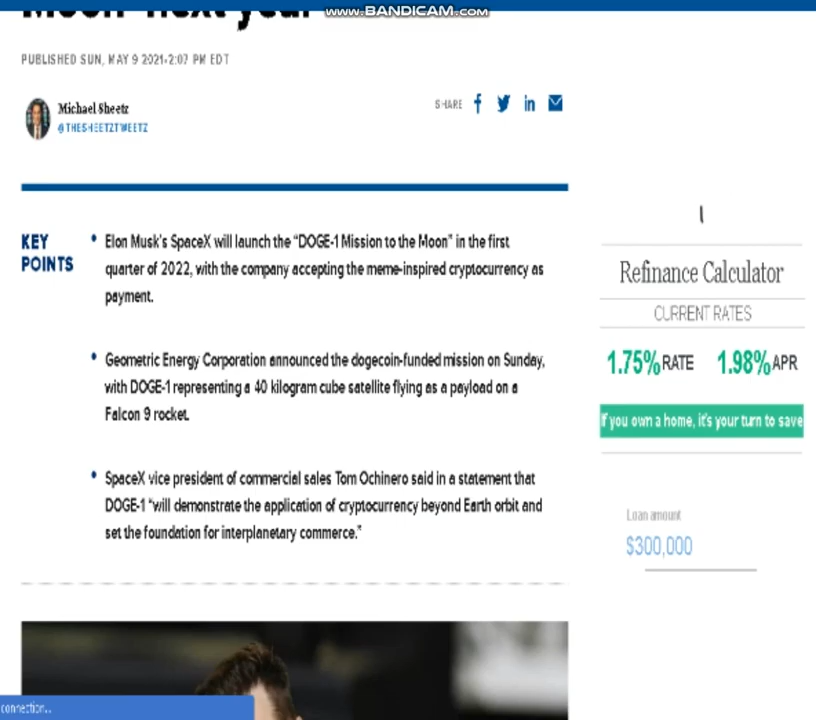 Moon' next year
www.BANDICAM.com
PUBLISHED SUN, MAY 9 2021-2:07 PM EDT
Michael Sheetz
@THESHEETZTWEETZ
SHARE
KEY POINTS
Elon Musk's SpaceX will launch the “DOGE-1 Mission to the Moon” in the first
quarter of 2022, with the company accepting the meme-inspired cryptocurrency as
payment.
Geometric Energy Corporation announced the dogecoin-funded mission on Sunday,
with DOGE-1 representing a 40 kilogram cube satellite flying as a payload on a
Falcon 9 rocket.
SpaceX vice president of commercial sales Tom Ochinero said in a statement that
DOGE-1 “will demonstrate the application of cryptocurrency beyond Earth orbit and
set the foundation for interplanetary commerce.”
Refinance Calculator
CURRENT RATES
1.75% RATE 1.98% APR
If you own a home, it's your turn to save
Loan amount
$300,000
connection...